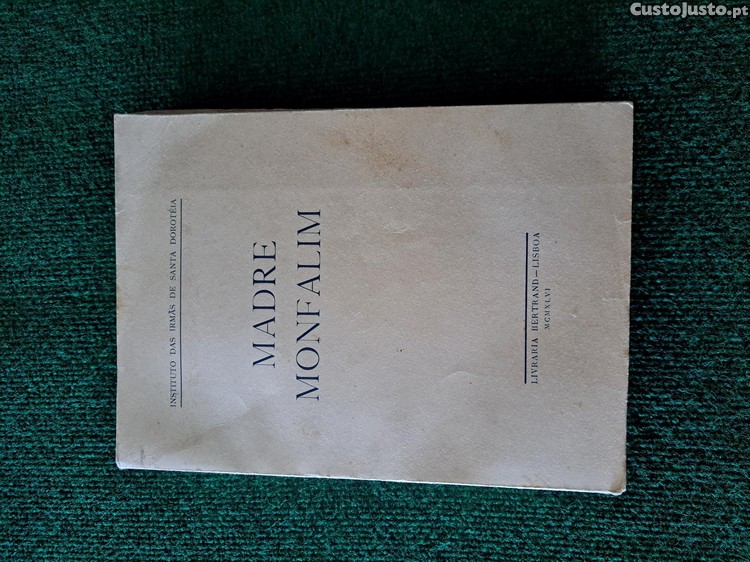 CustoJusto.pt
INSTITUTO DAS IRMÃS DE SANTA DOROTÉIA
MADRE
MONFALIM
LIVRARIA BERTRAND — LISBOA
MCMXLVI